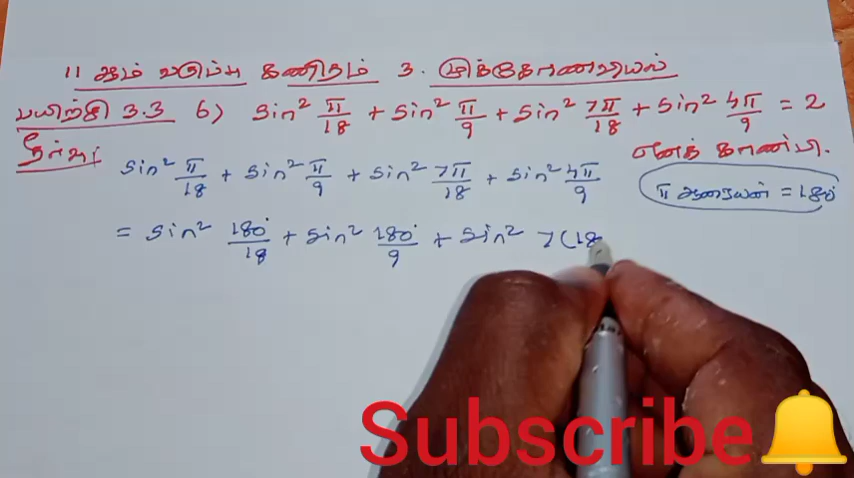 11 ஆம் வகுப்பு கணிதம் 3. முக்கோணவியல்
பயிற்சி 3.3 6) sin² π/18 + sin² π/9 + sin² 7π/18 + sin² 4π/9 = 2
தீர்வு: எனக் காண்பி.
sin² π/18 + sin² π/9 + sin² 7π/18 + sin² 4π/9
π ஆரையன் = 180°
= sin² 180°/18 + sin² 180°/9 + sin² 7(18
Subscribe